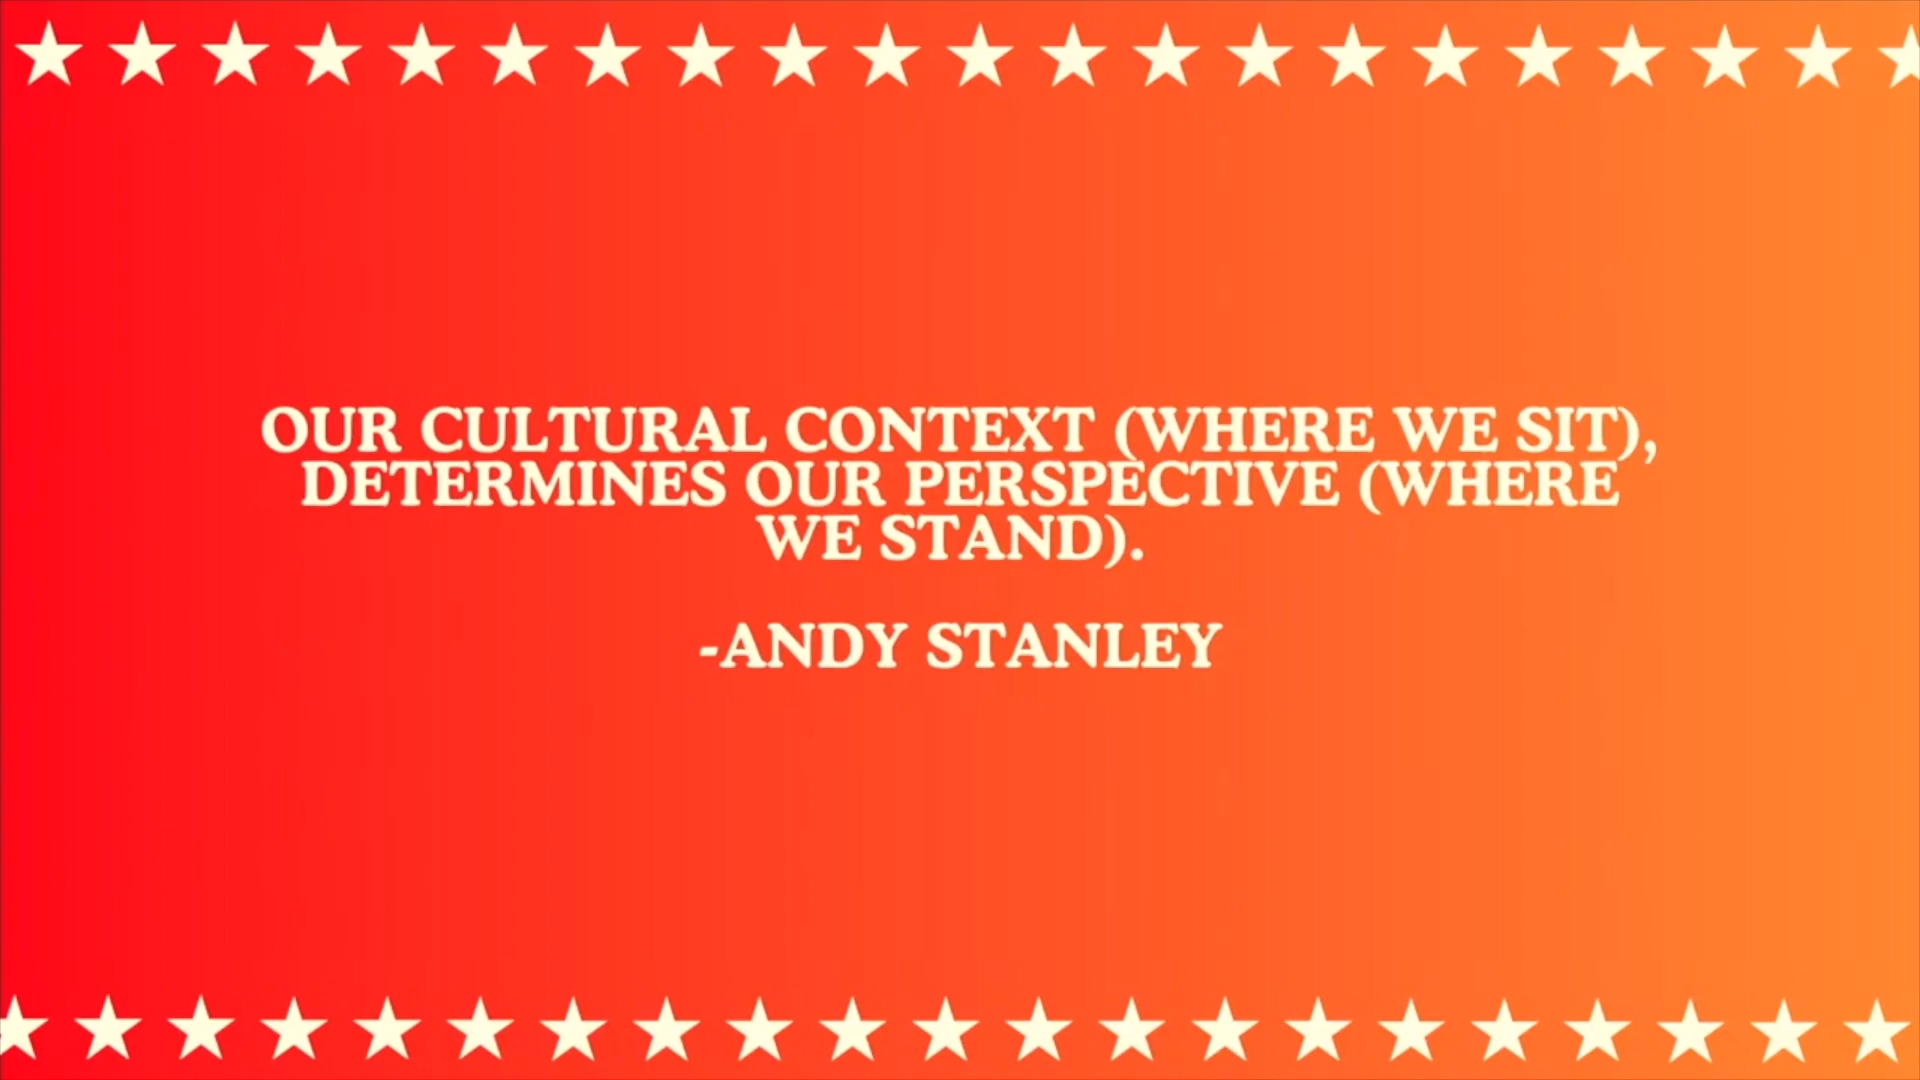 OUR CULTURAL CONTEXT (WHERE WE SIT),
DETERMINES OUR PERSPECTIVE (WHERE
WE STAND).
-ANDY STANLEY